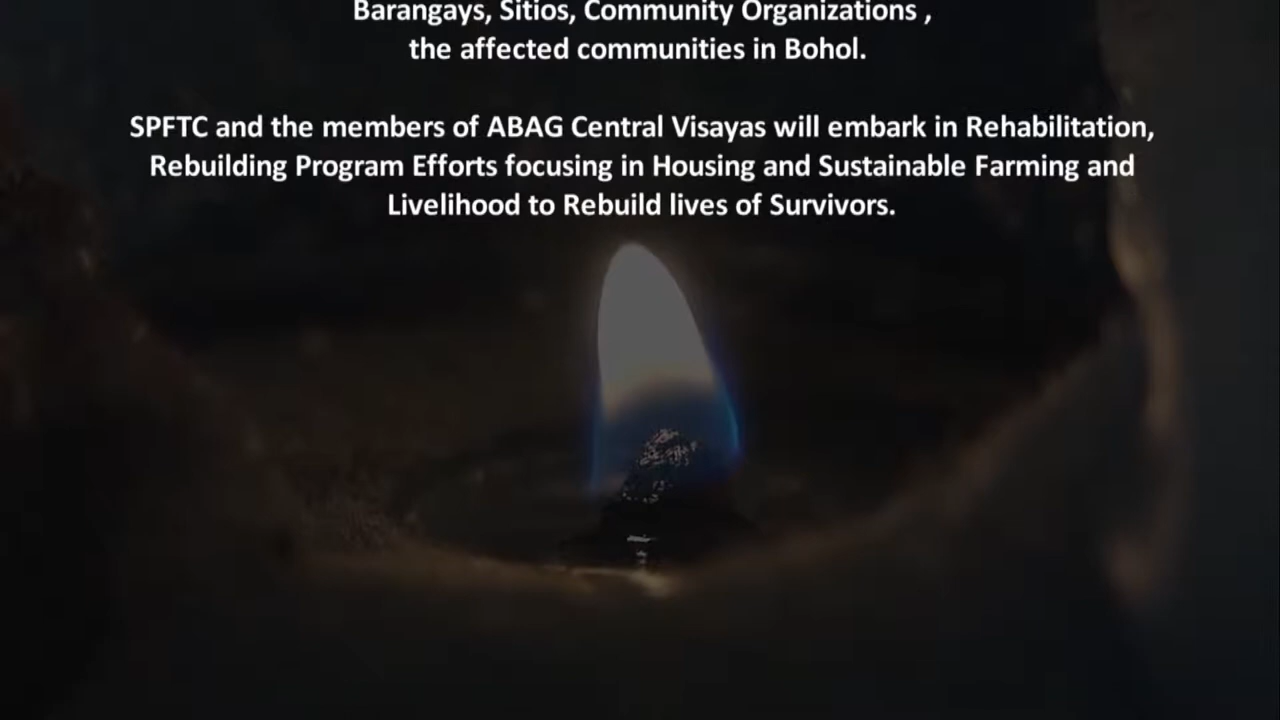 Barangays, Sitios, Community Organizations ,
the affected communities in Bohol.
SPFTC and the members of ABAG Central Visayas will embark in Rehabilitation,
Rebuilding Program Efforts focusing in Housing and Sustainable Farming and
Livelihood to Rebuild lives of Survivors.